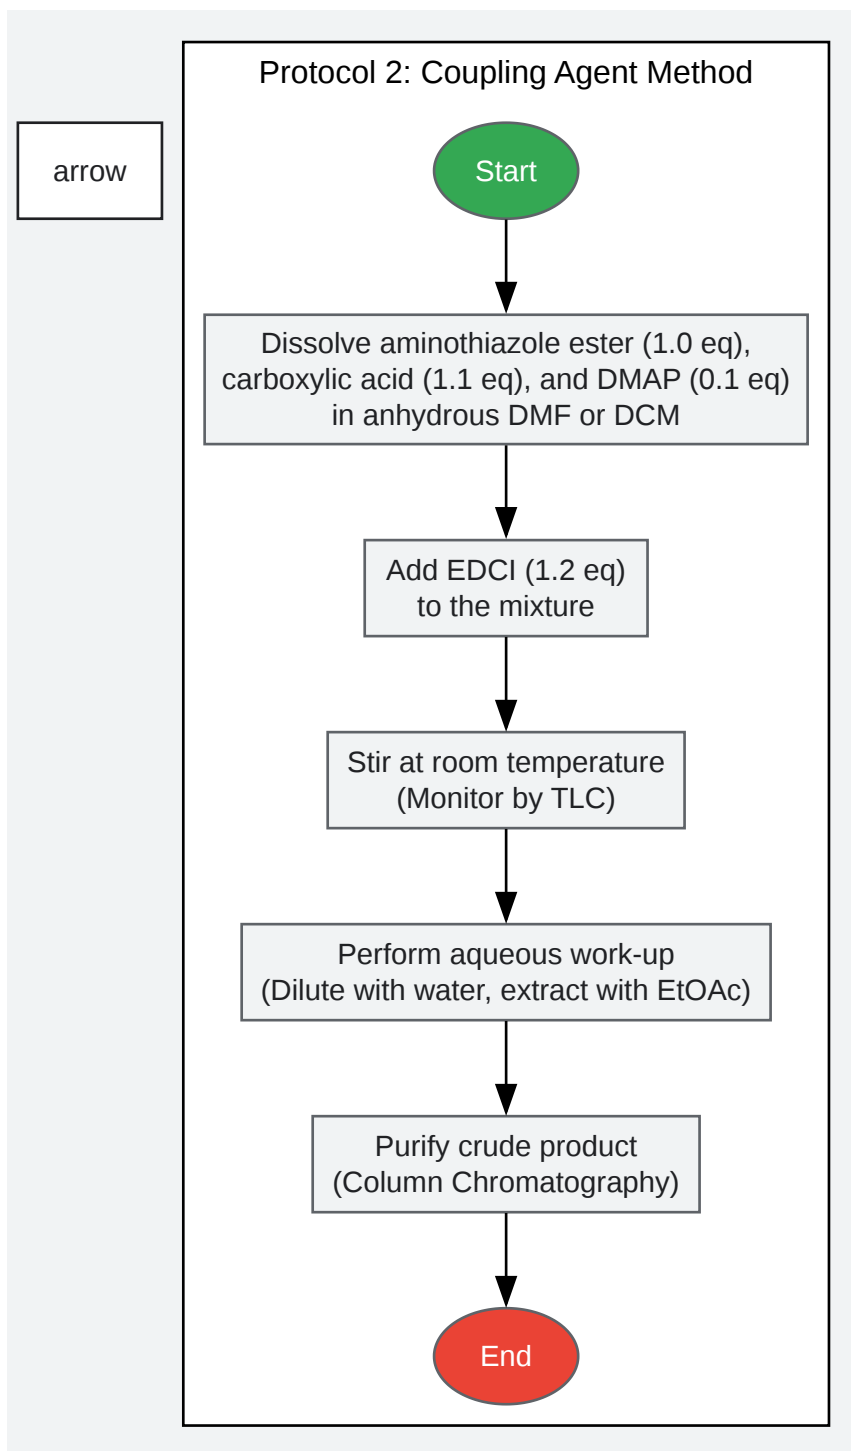 Protocol 2: Coupling Agent Method
arrow
Start
Dissolve aminothiazole ester (1.0 eq),
carboxylic acid (1.1 eq), and DMAP (0.1 eq)
in anhydrous DMF or DCM
Add EDCI (1.2 eq)
to the mixture
Stir at room temperature
(Monitor by TLC)
Perform aqueous work-up
(Dilute with water, extract with EtOAc)
Purify crude product
(Column Chromatography)
End